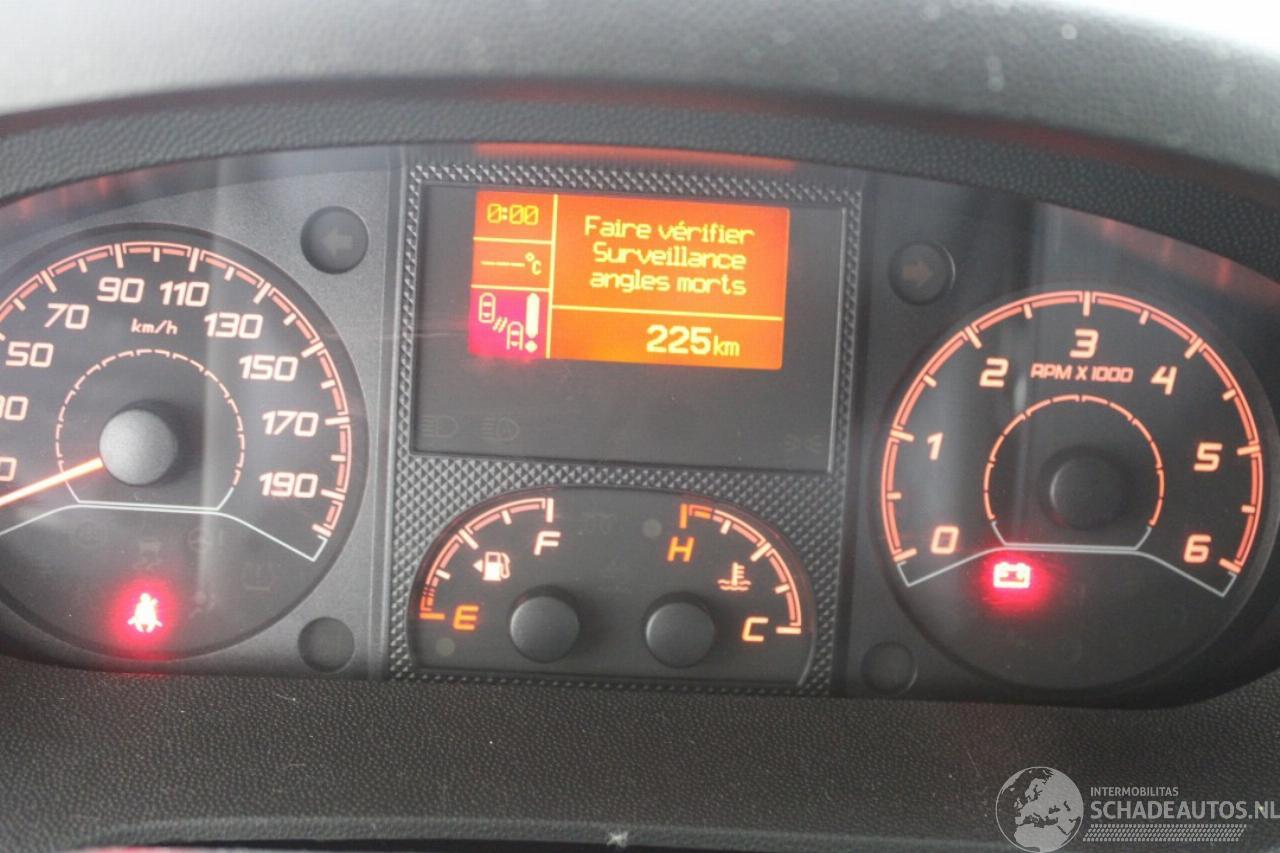 0:00
Faire vérifier
Surveillance
angles morts
---°C
225km
50
70
90
110
130
150
170
190
km/h
0
1
2
3
4
5
6
RPM X 1000
F
E
H
C
INTERMOBILITAS
SCHADEAUTOS.NL